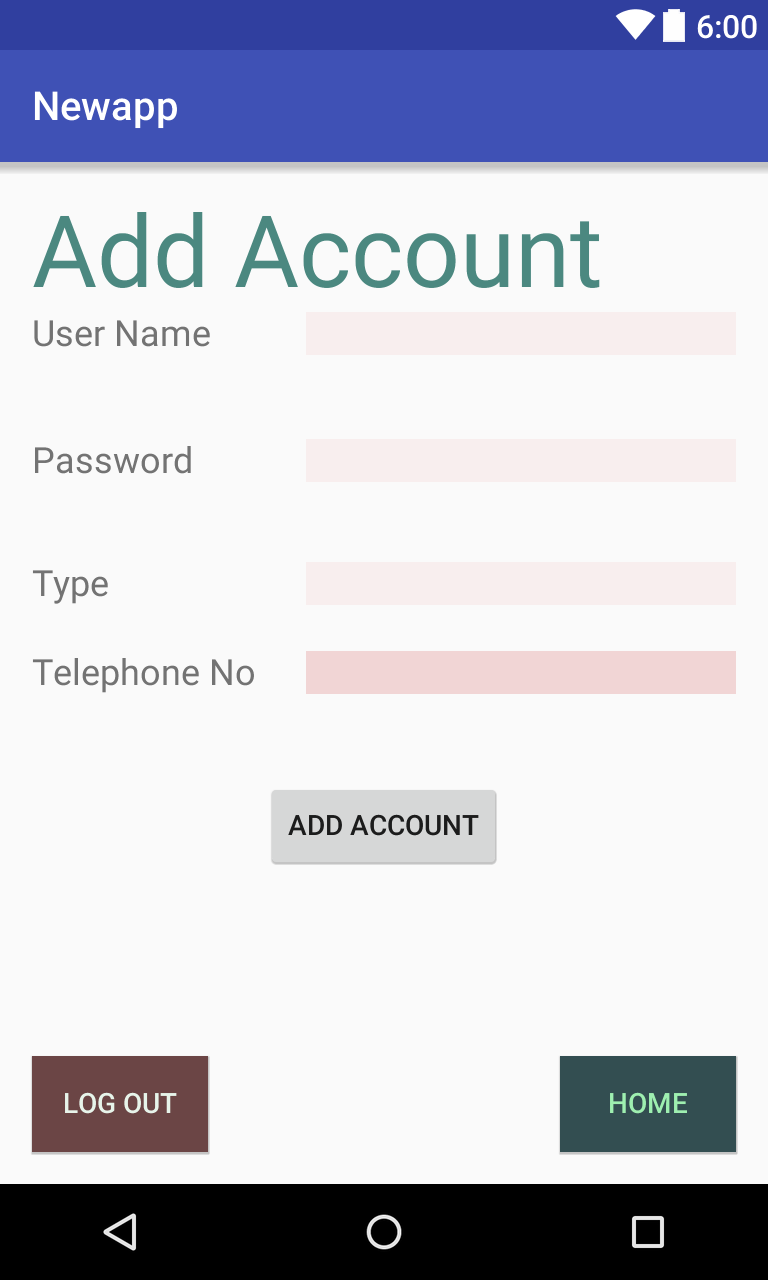 6:00
Newapp
Add Account
User Name
Password
Type
Telephone No
ADD ACCOUNT
LOG OUT
HOME